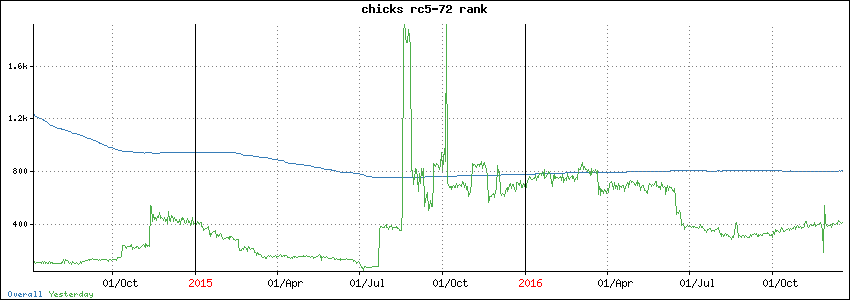 chicks rc5-72 rank
1.6k
1.2k
800
400
01/Oct 2015 01/Apr 01/Jul 01/Oct 2016 01/Apr 01/Jul 01/Oct
Overall Yesterday